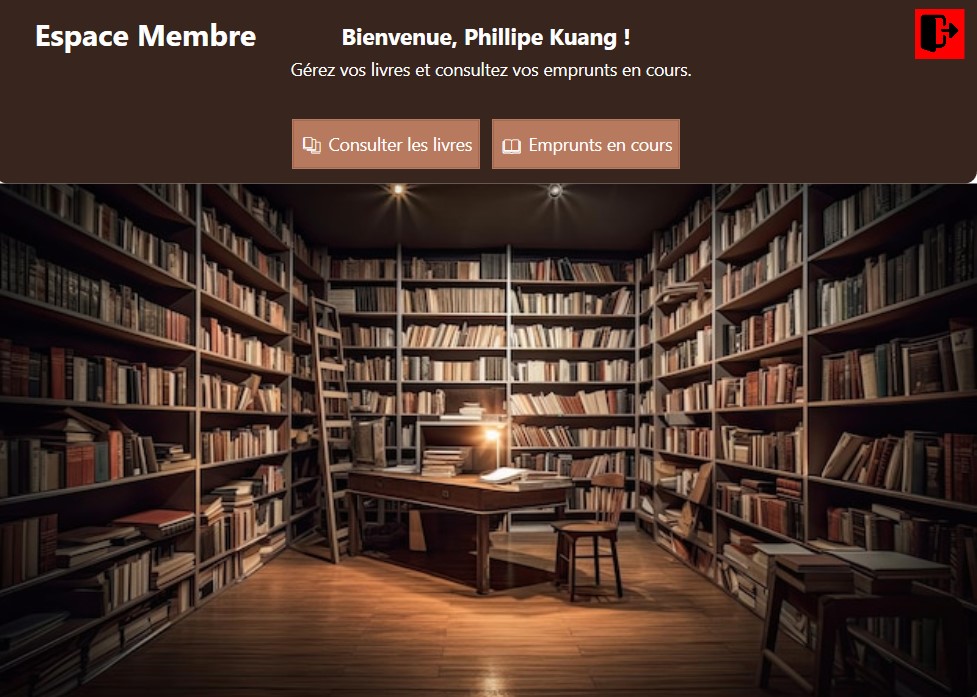 Espace Membre
Bienvenue, Phillipe Kuang !
Gérez vos livres et consultez vos emprunts en cours.
Consulter les livres
Emprunts en cours